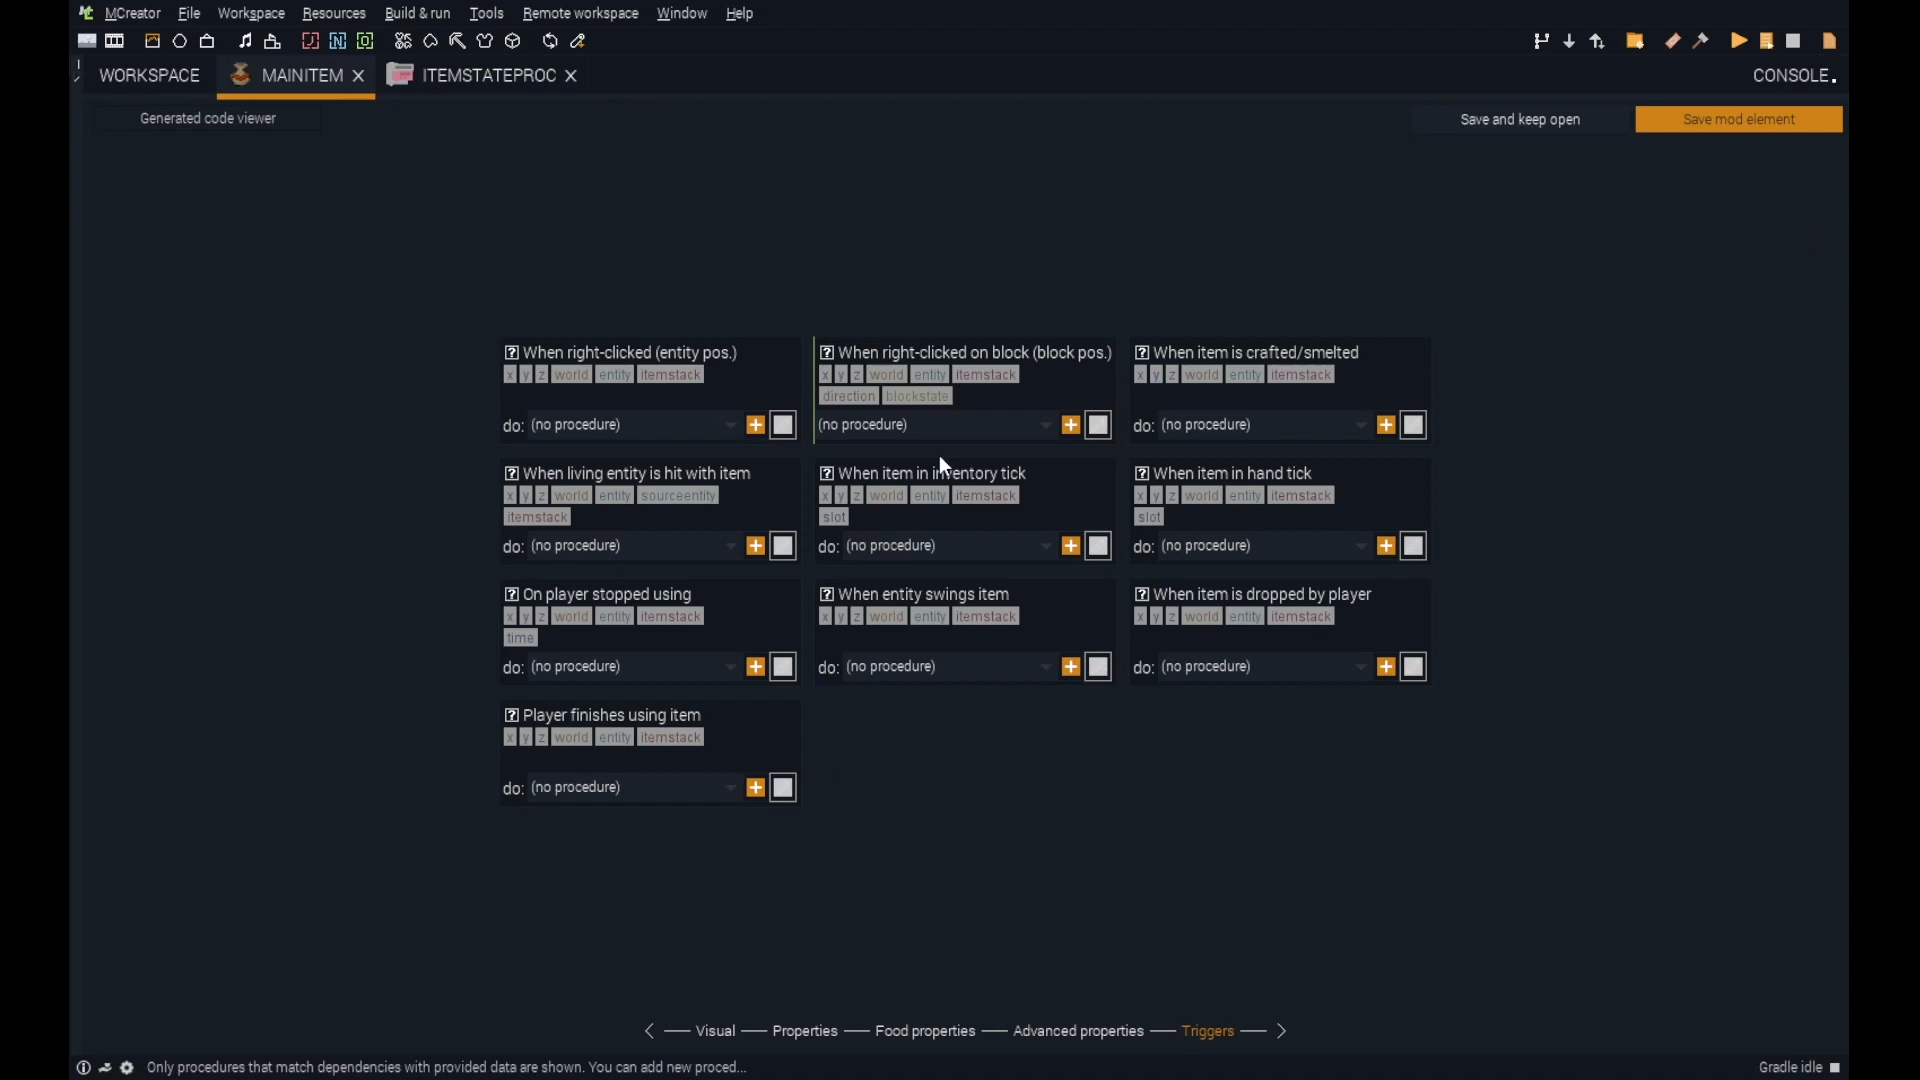 MCreator File Workspace Resources Build & run Tools Remote workspace Window Help
WORKSPACE MAINITEM ITEMSTATEPROC CONSOLE
Generated code viewer Save and keep open Save mod element
When right-clicked (entity pos.) When right-clicked on block (block pos.) When item is crafted/smelted
x y z world entity itemstack x y z world entity itemstack x y z world entity itemstack
direction blockstate
do: (no procedure) (no procedure) do: (no procedure)
When living entity is hit with item When item in inventory tick When item in hand tick
x y z world entity sourceentity x y z world entity itemstack x y z world entity itemstack
itemstack slot slot
do: (no procedure) do: (no procedure) do: (no procedure)
On player stopped using When entity swings item When item is dropped by player
x y z world entity itemstack x y z world entity itemstack x y z world entity itemstack
time
do: (no procedure) do: (no procedure) do: (no procedure)
Player finishes using item
x y z world entity itemstack
do: (no procedure)
Visual Properties Food properties Advanced properties Triggers
Only procedures that match dependencies with provided data are shown. You can add new proced... Gradle idle